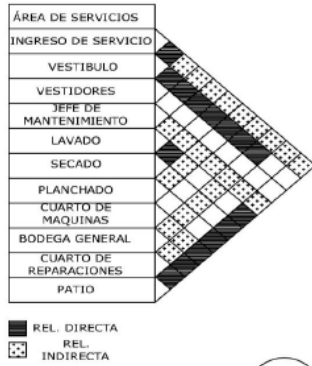 ÁREA DE SERVICIOS
INGRESO DE SERVICIO
VESTIBULO
VESTIDORES
JEFE DE
MANTENIMIENTO
LAVADO
SECADO
PLANCHADO
CUARTO DE
MAQUINAS
BODEGA GENERAL
CUARTO DE
REPARACIONES
PATIO
REL. DIRECTA
REL.
INDIRECTA